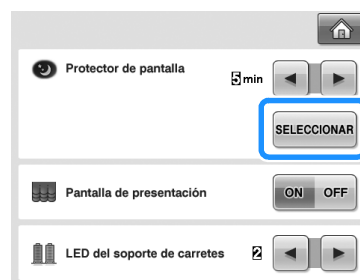 Protector de pantalla
5 min
SELECCIONAR
Pantalla de presentación
ON OFF
LED del soporte de carretes
2